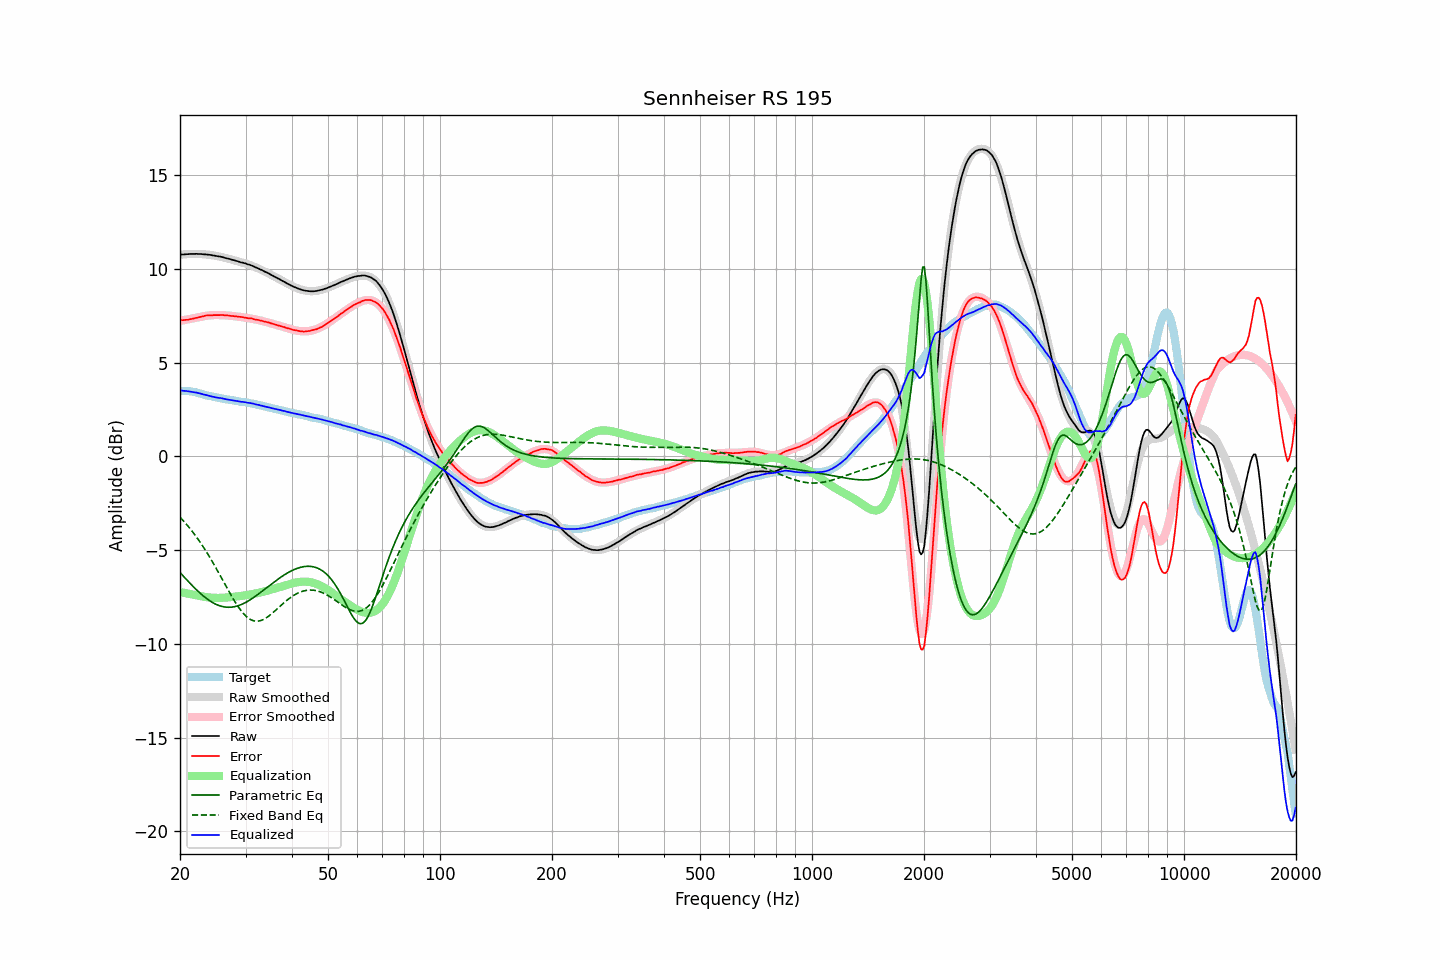 Sennheiser RS 195
Amplitude (dBr)
15
10
5
0
−5
−10
−15
−20
Target
Raw Smoothed
Error Smoothed
Raw
Error
Equalization
Parametric Eq
Fixed Band Eq
Equalized
20 50 100 200 500 1000 2000 5000 10000 20000
Frequency (Hz)